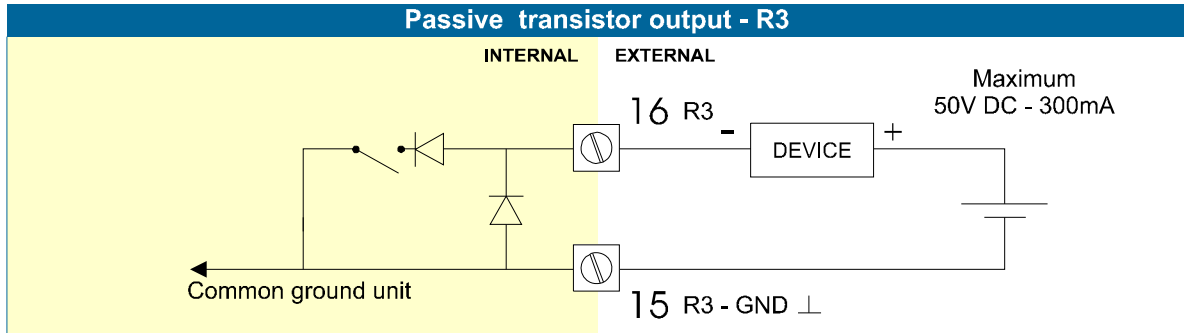 Passive transistor output - R3
INTERNAL EXTERNAL
Maximum
50V DC - 300mA
16 R3
- DEVICE +
Common ground unit
15 R3 - GND ⊥